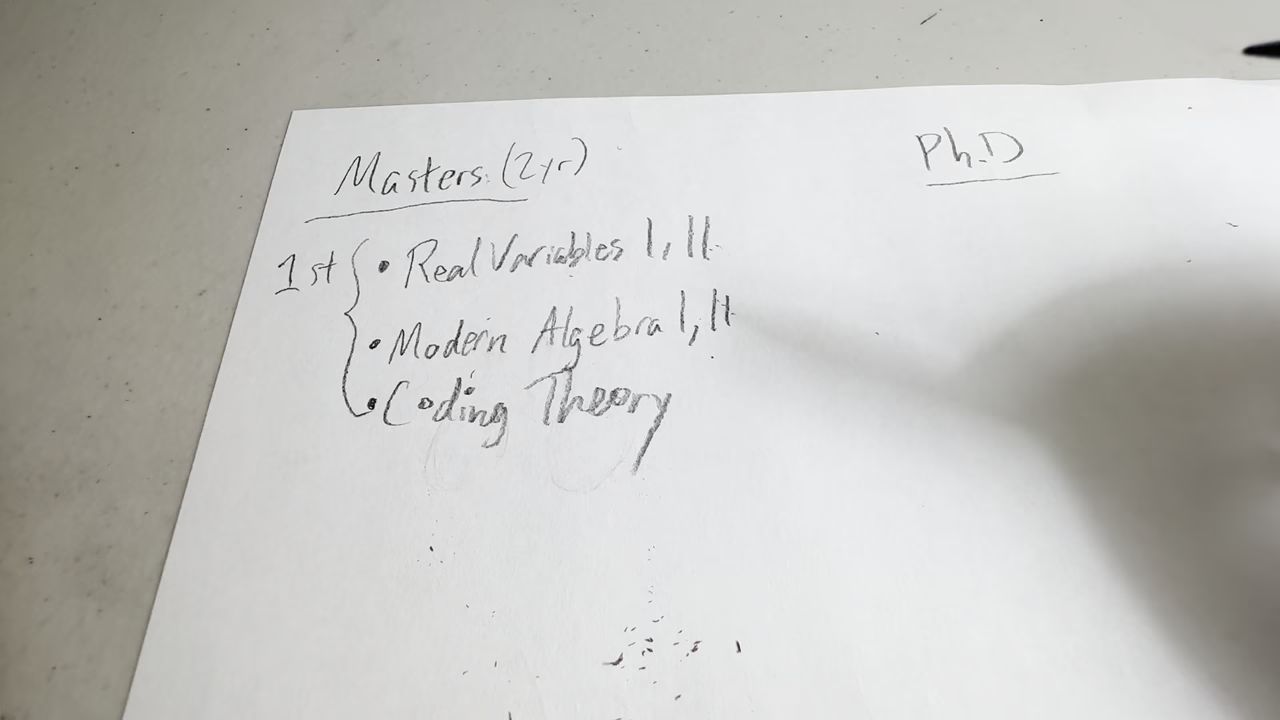 Masters (2yr)
Ph.D
1st { • Real Variables I, II
• Modern Algebra I, II
• Coding Theory